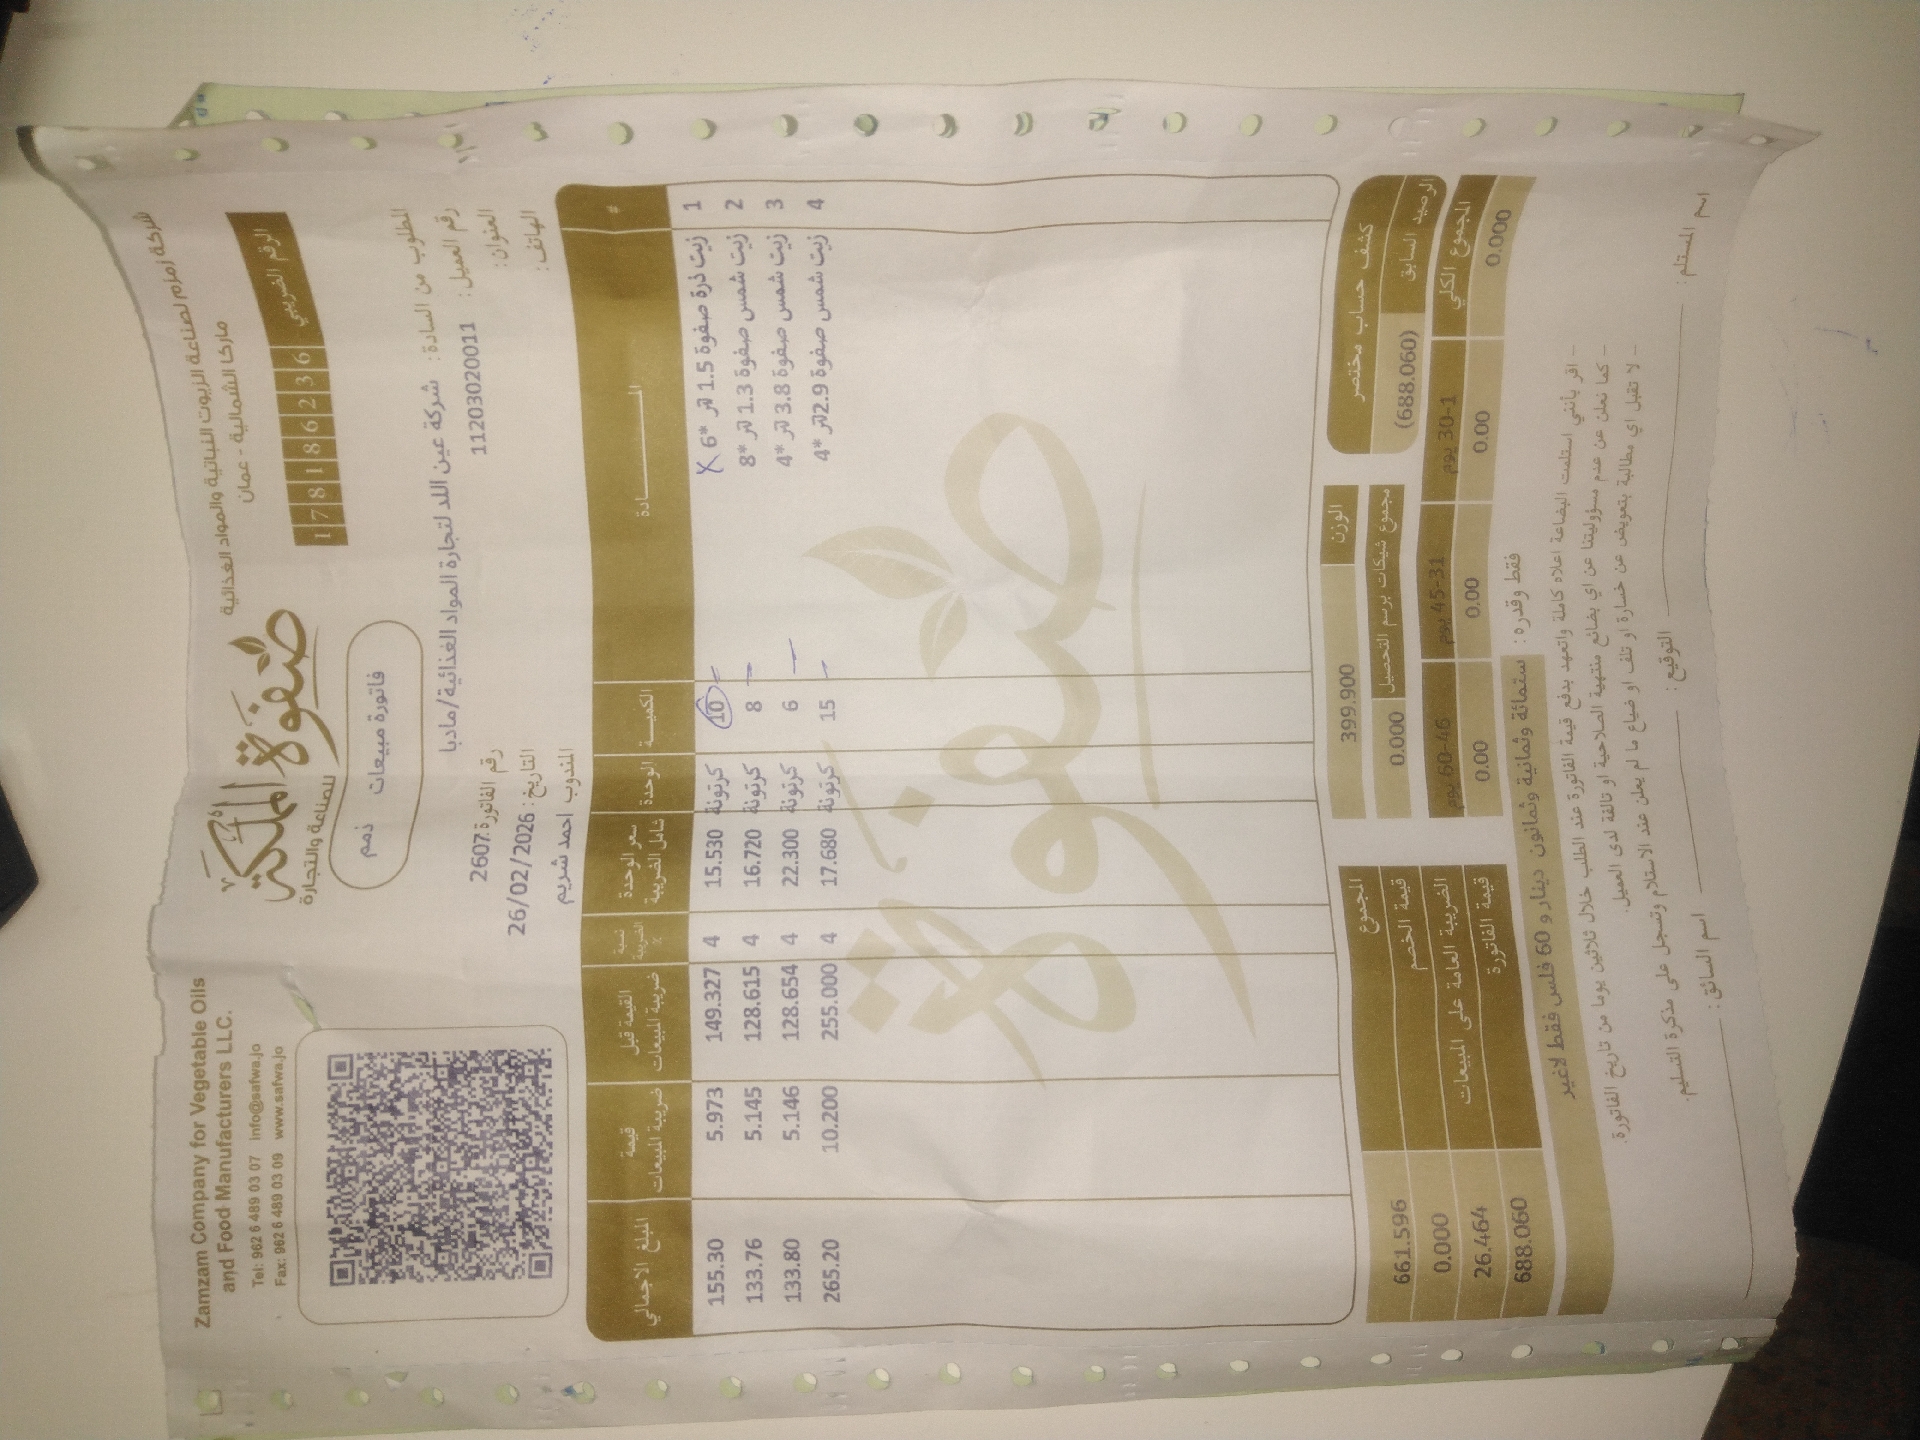 Zamzam Company for Vegetable Oils
and Food Manufacturers LLC.
Tel: 962 6 489 03 07 info@safwa.jo
Fax: 962 6 489 03 09 www.safwa.jo
صفوة المملكة
للصناعة والتجارة
شركة زمزم لصناعة الزيوت النباتية والمواد الغذائية
ماركا الشمالية - عمان
الرقم الضريبي
1 7 8 1 8 6 2 3 6
فاتورة مبيعات ذمم
المطلوب من السادة : شركة عين اللد لتجارة المواد الغذائية/مادبا
رقم العميل : 1120302001
العنوان :
الهاتف :
رقم الفاتورة: 2607
التاريخ : 26/02/2026
المندوب احمد شريم
# المــــــادة الكميــــة الوحدة سعر الوحدة شامل الضريبة نسبة الضريبة % القيمة قبل ضريبة المبيعات قيمة ضريبة المبيعات المبلغ الاجمالي
1 زيت ذرة صفوة 1.5 لتر *6 X 10 كرتونة 15.530 4 149.327 5.973 155.30
2 زيت شمس صفوة 1.3 لتر *8 8 كرتونة 16.720 4 128.615 5.145 133.76
3 زيت شمس صفوة 3.8 لتر *4 6 كرتونة 22.300 4 128.654 5.146 133.80
4 زيت شمس صفوة 2.9لتر *4 15 كرتونة 17.680 4 255.000 10.200 265.20
صفوة
كشف حساب مختصر
الرصيد السابق (688.060)
الوزن 399.900
مجموع شيكات برسم التحصيل 0.000
المجموع الكلي 30-1 يوم 45-31 يوم 60-46 يوم
0.000 0.00 0.00 0.00
المجموع 661.596
قيمة الخصم 0.000
الضريبة العامة على المبيعات 26.464
قيمة الفاتورة 688.060
فقط وقدره : ستمائة وثمانية وثمانون دينار و 60 فلس فقط لاغير
– اقر بأنني استلمت البضاعة اعلاه كاملة واتعهد بدفع قيمة الفاتورة عند الطلب خلال ثلاثين يوما من تاريخ الفاتورة.
– كما نعلن عن عدم مسؤوليتنا عن اي بضائع منتهية الصلاحية او تالفة لدى العميل.
– لا تقبل اي مطالبة بتعويض عن خسارة او تلف او ضياع ما لم يعلن عند الاستلام وتسجل على مذكرة التسليم.
اسم المستلم : التوقيع : اسم السائق :